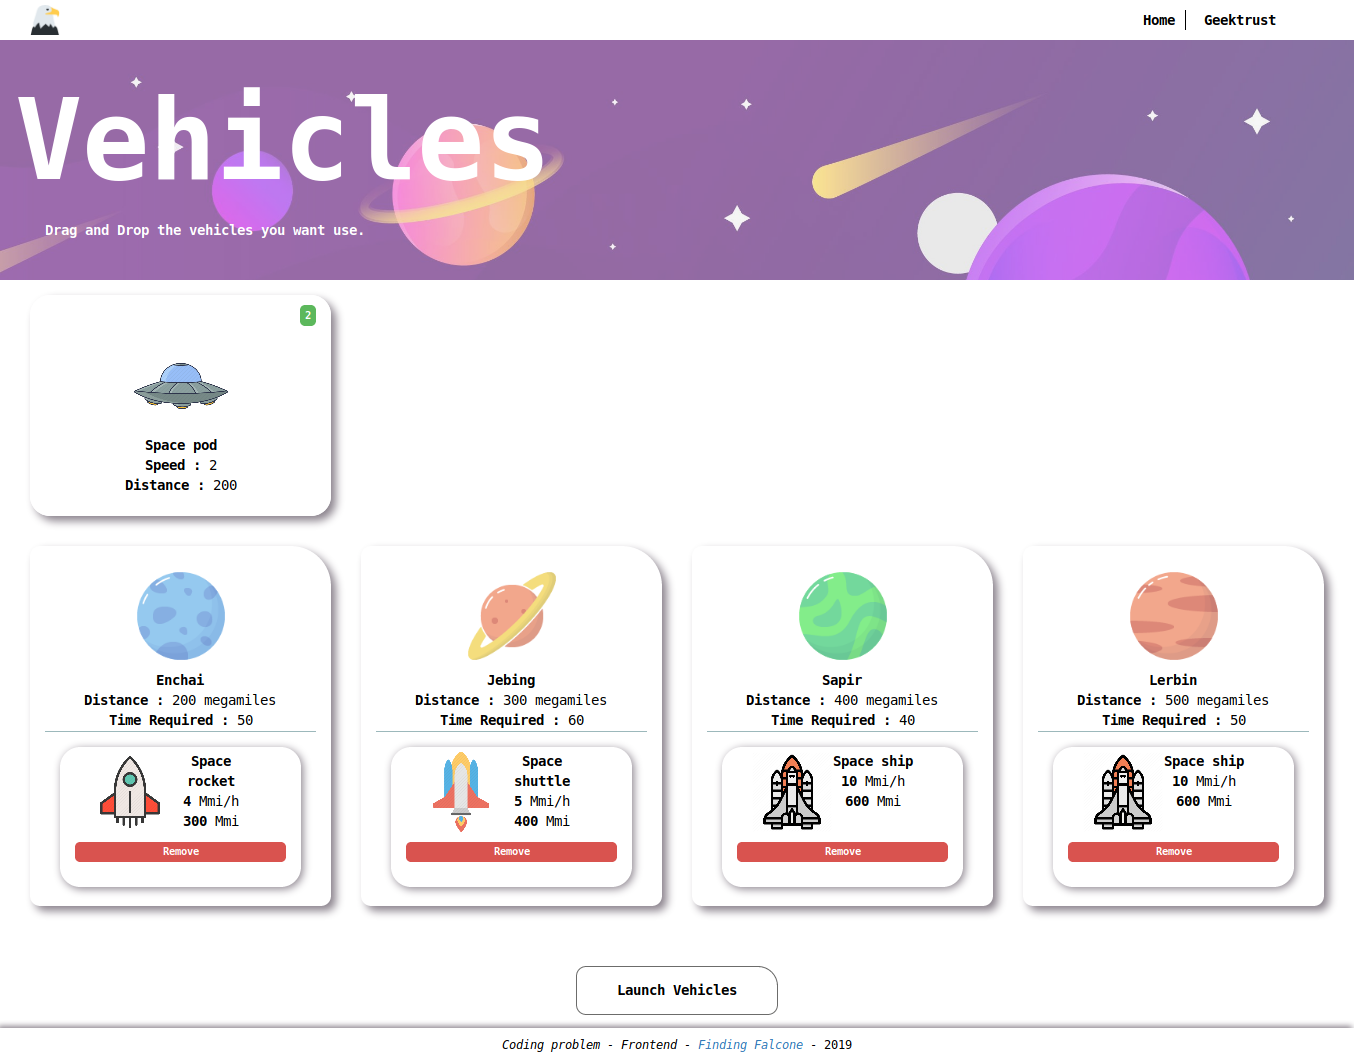 Home
Geektrust
Vehicles
Drag and Drop the vehicles you want use.
2
Space pod
Speed : 2
Distance : 200
Enchai
Distance : 200 megamiles
Time Required : 50
Space
rocket
4 Mmi/h
300 Mmi
Remove
Jebing
Distance : 300 megamiles
Time Required : 60
Space
shuttle
5 Mmi/h
400 Mmi
Remove
Sapir
Distance : 400 megamiles
Time Required : 40
Space ship
10 Mmi/h
600 Mmi
Remove
Lerbin
Distance : 500 megamiles
Time Required : 50
Space ship
10 Mmi/h
600 Mmi
Remove
Launch Vehicles
Coding problem - Frontend - Finding Falcone - 2019